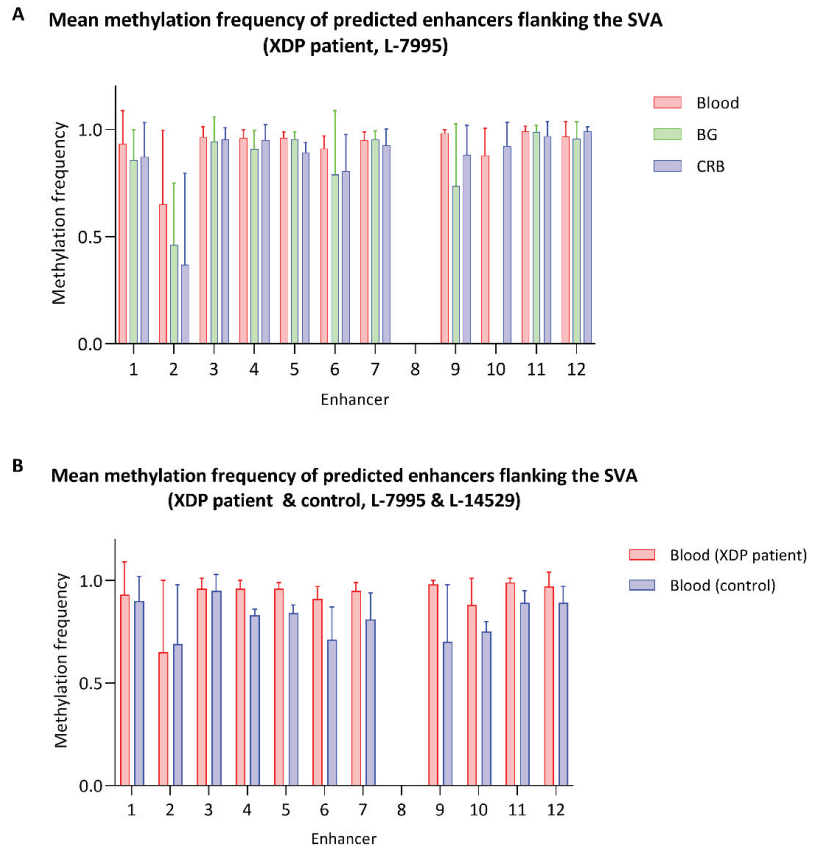 A
Mean methylation frequency of predicted enhancers flanking the SVA
(XDP patient, L-7995)
Methylation frequency
1.0
0.5
0.0
1 2 3 4 5 6 7 8 9 10 11 12
Enhancer
Blood
BG
CRB
B
Mean methylation frequency of predicted enhancers flanking the SVA
(XDP patient & control, L-7995 & L-14529)
Methylation frequency
1.0
0.5
0.0
1 2 3 4 5 6 7 8 9 10 11 12
Enhancer
Blood (XDP patient)
Blood (control)